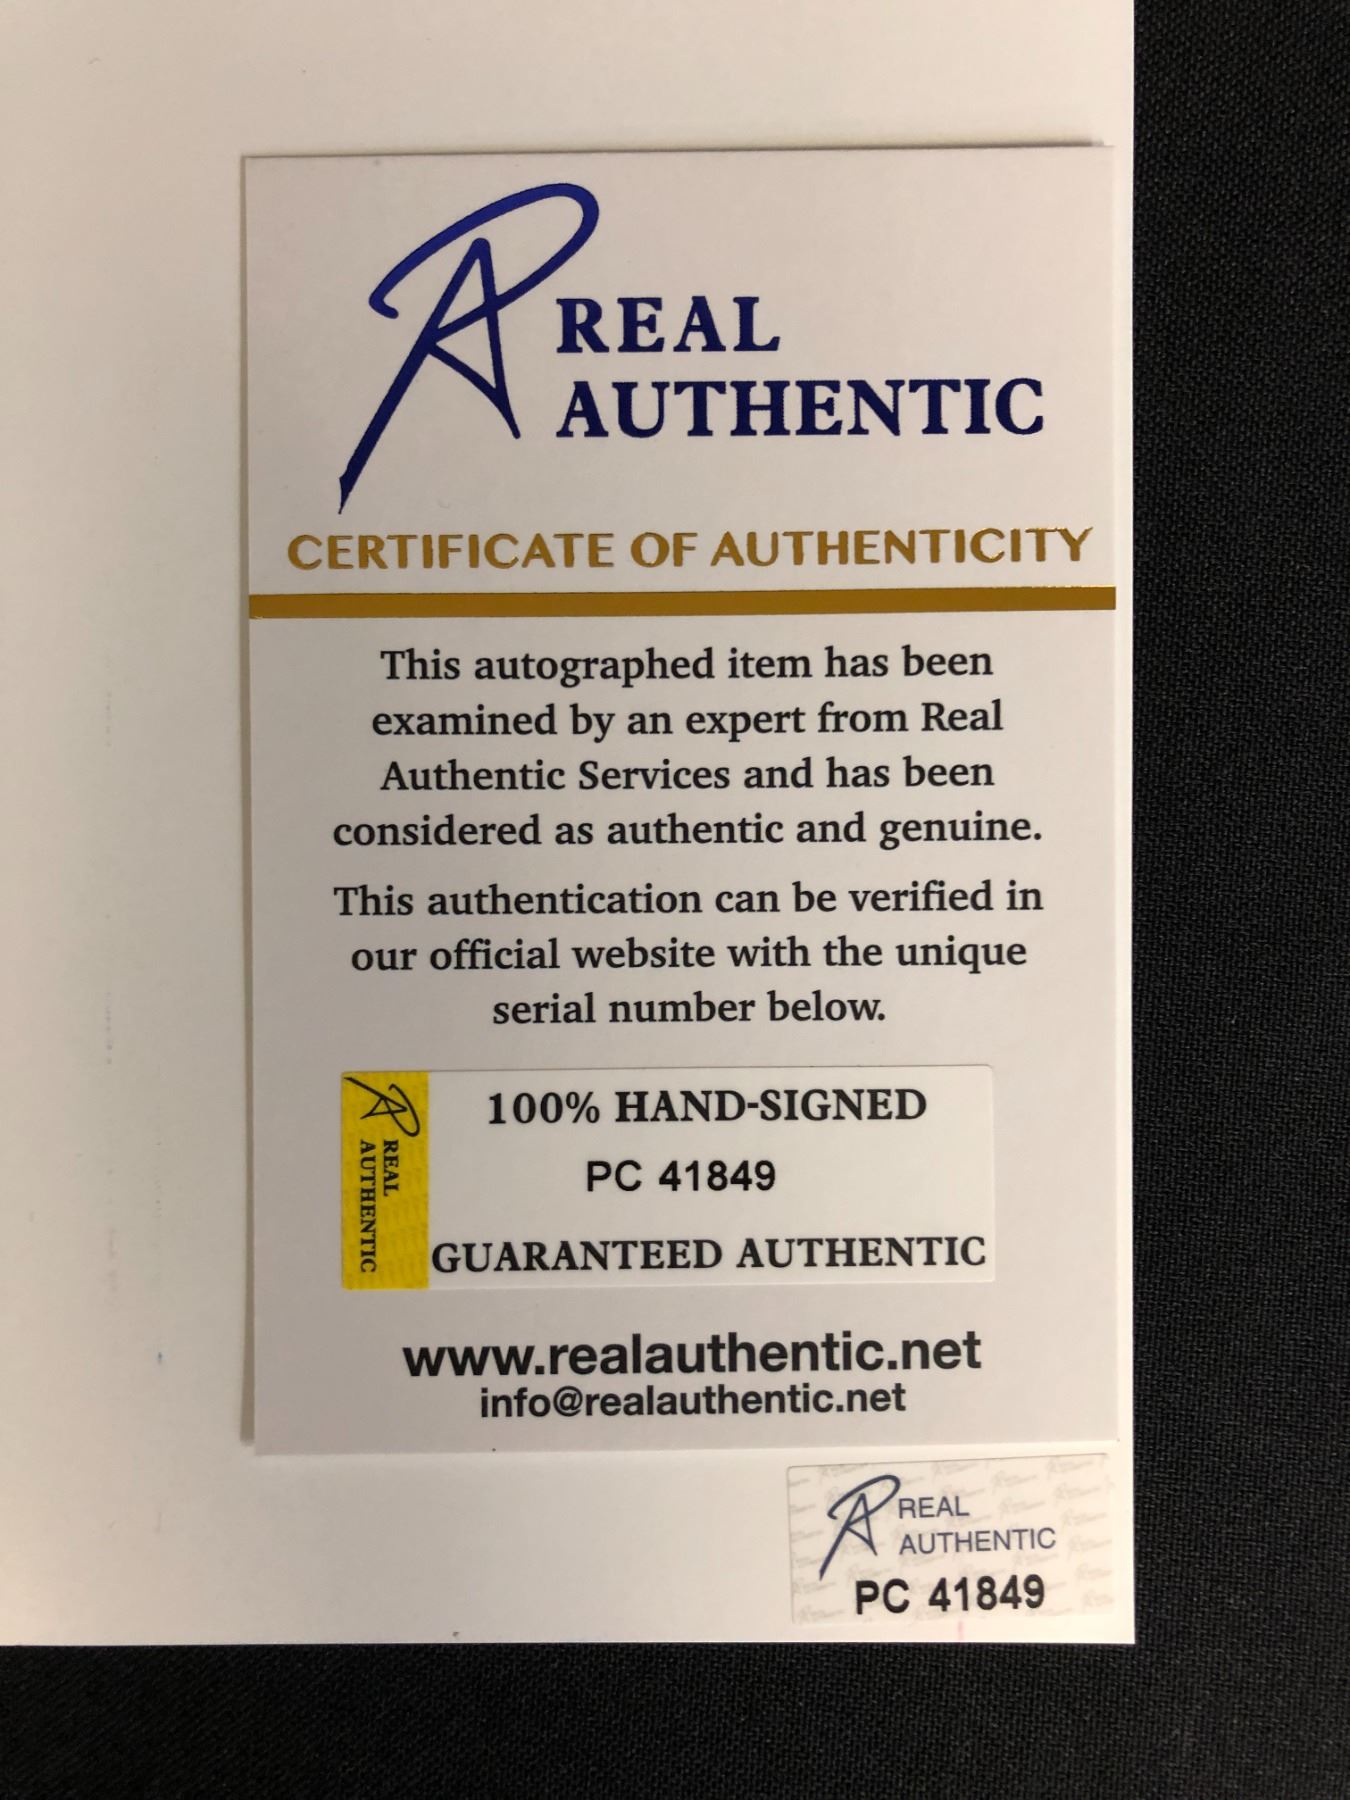 REAL
AUTHENTIC
CERTIFICATE OF AUTHENTICITY
This autographed item has been
examined by an expert from Real
Authentic Services and has been
considered as authentic and genuine.
This authentication can be verified in
our official website with the unique
serial number below.
REAL
AUTHENTIC
100% HAND-SIGNED
PC 41849
GUARANTEED AUTHENTIC
www.realauthentic.net
info@realauthentic.net
REAL
AUTHENTIC
PC 41849